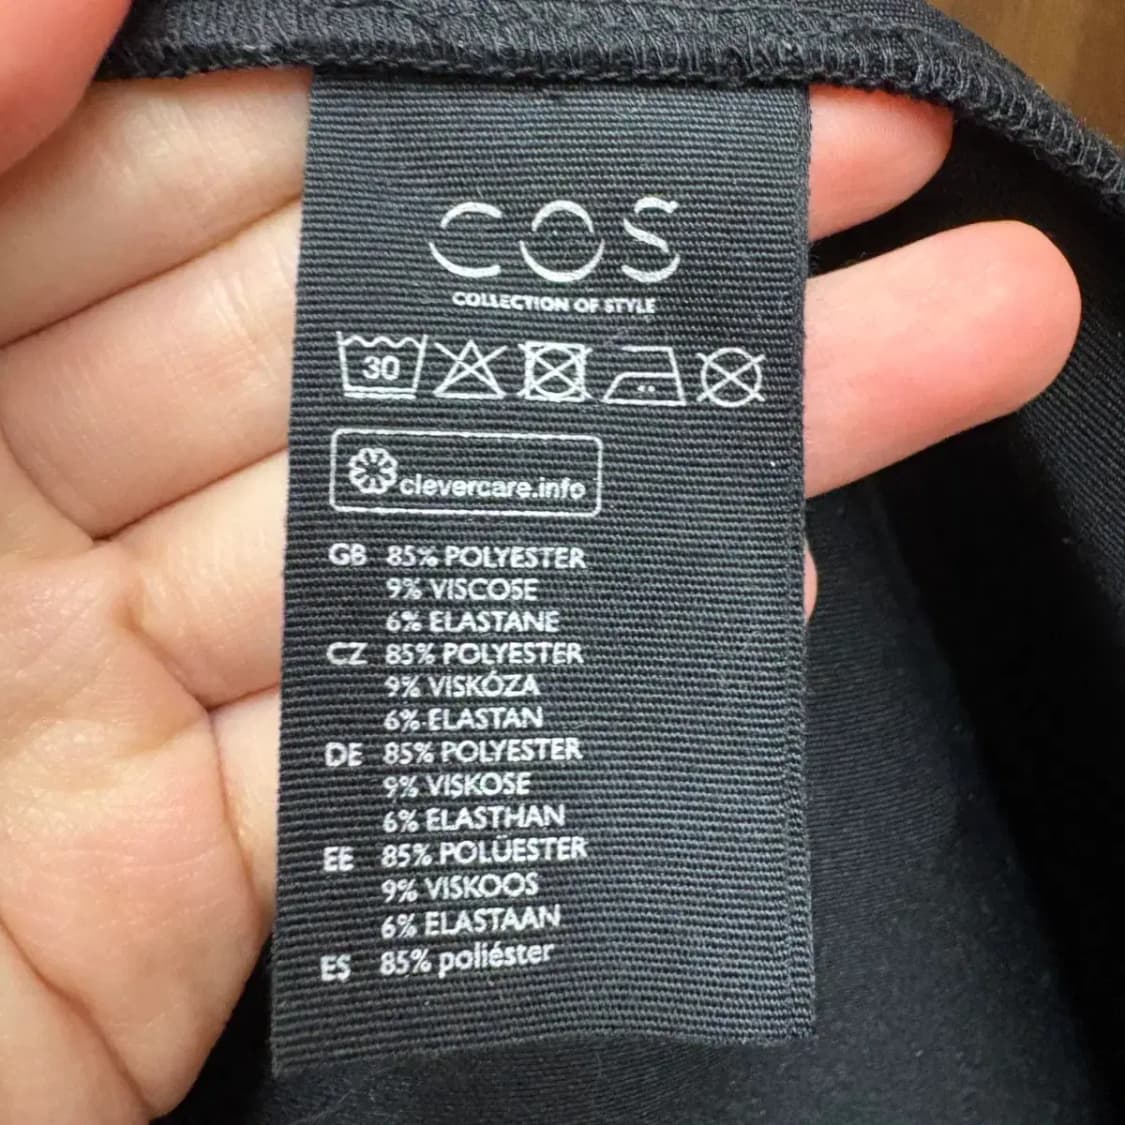 COS
COLLECTION OF STYLE
30
clevercare.info
GB 85% POLYESTER
9% VISCOSE
6% ELASTANE
CZ 85% POLYESTER
9% VISKÓZA
6% ELASTAN
DE 85% POLYESTER
9% VISKOSE
6% ELASTHAN
EE 85% POLÜESTER
9% VISKOOS
6% ELASTAAN
ES 85% poliéster